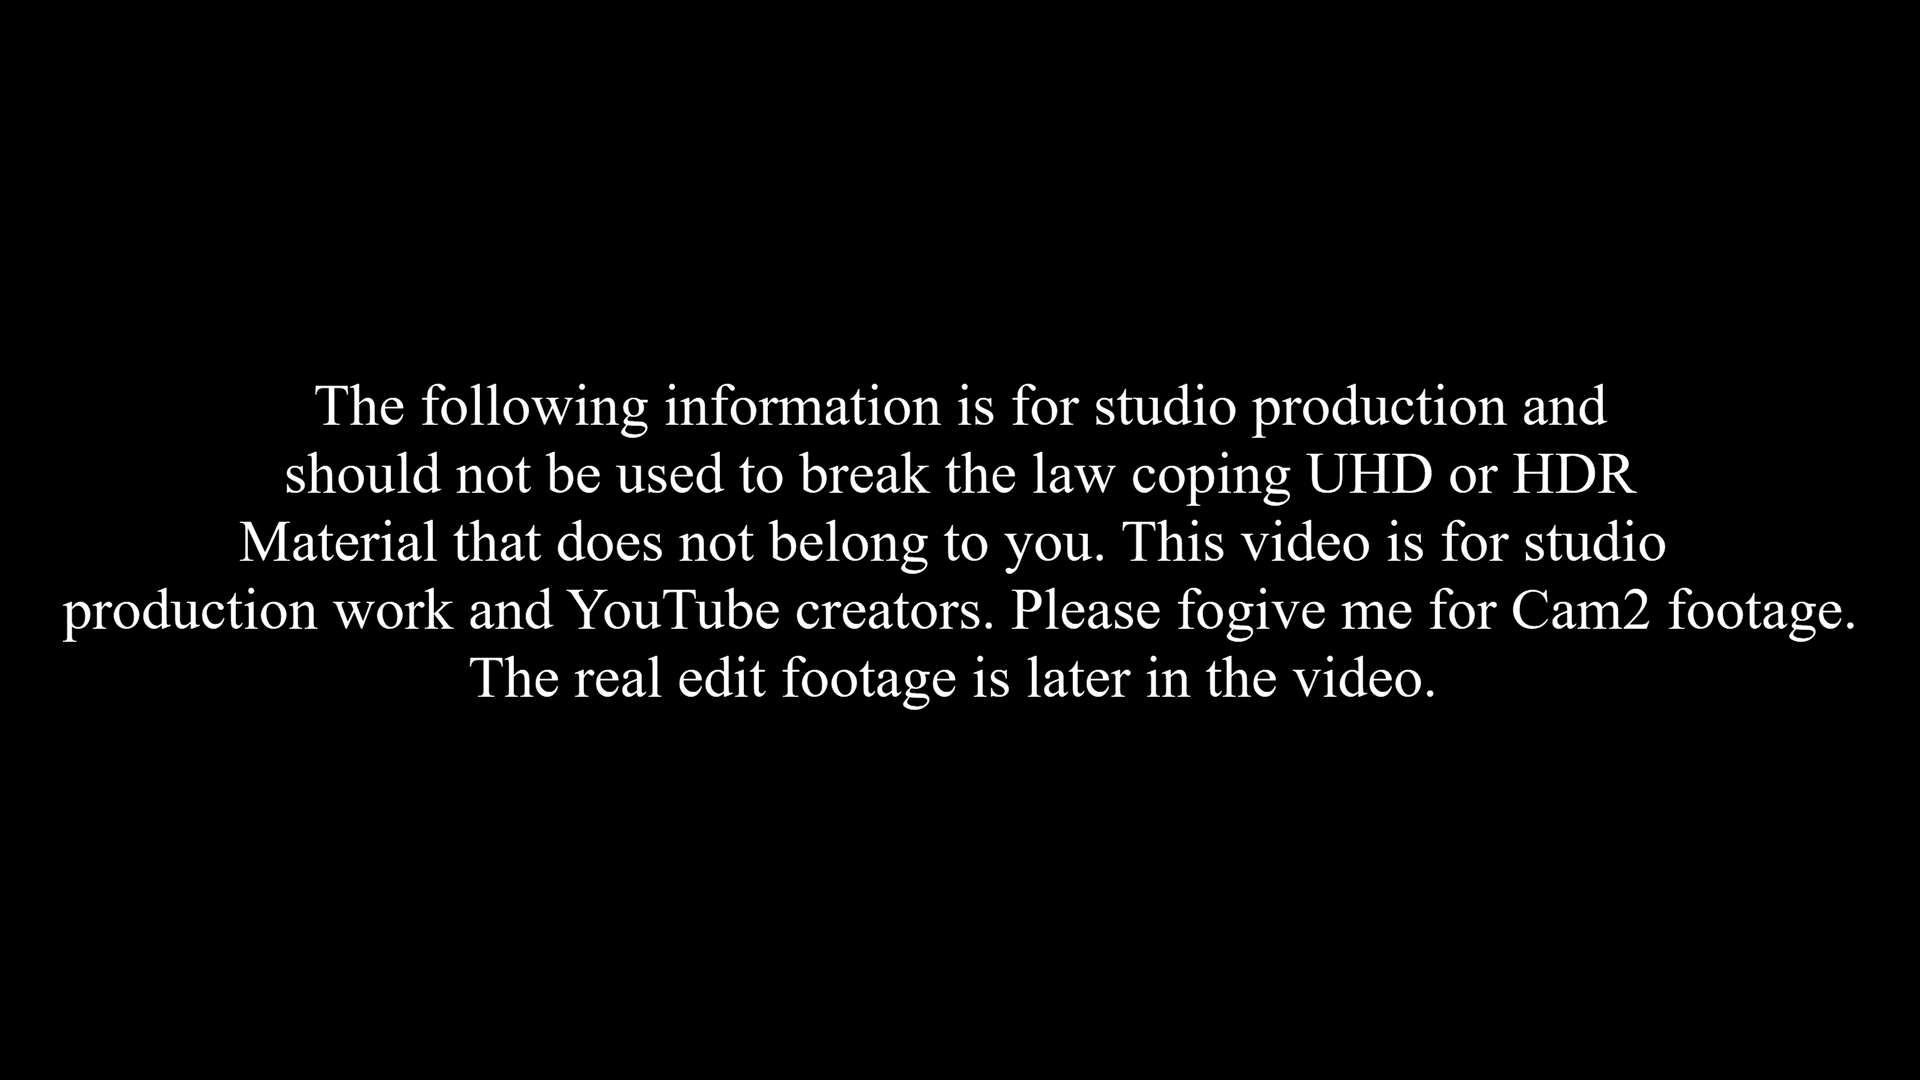 The following information is for studio production and
should not be used to break the law coping UHD or HDR
Material that does not belong to you. This video is for studio
production work and YouTube creators. Please fogive me for Cam2 footage.
The real edit footage is later in the video.